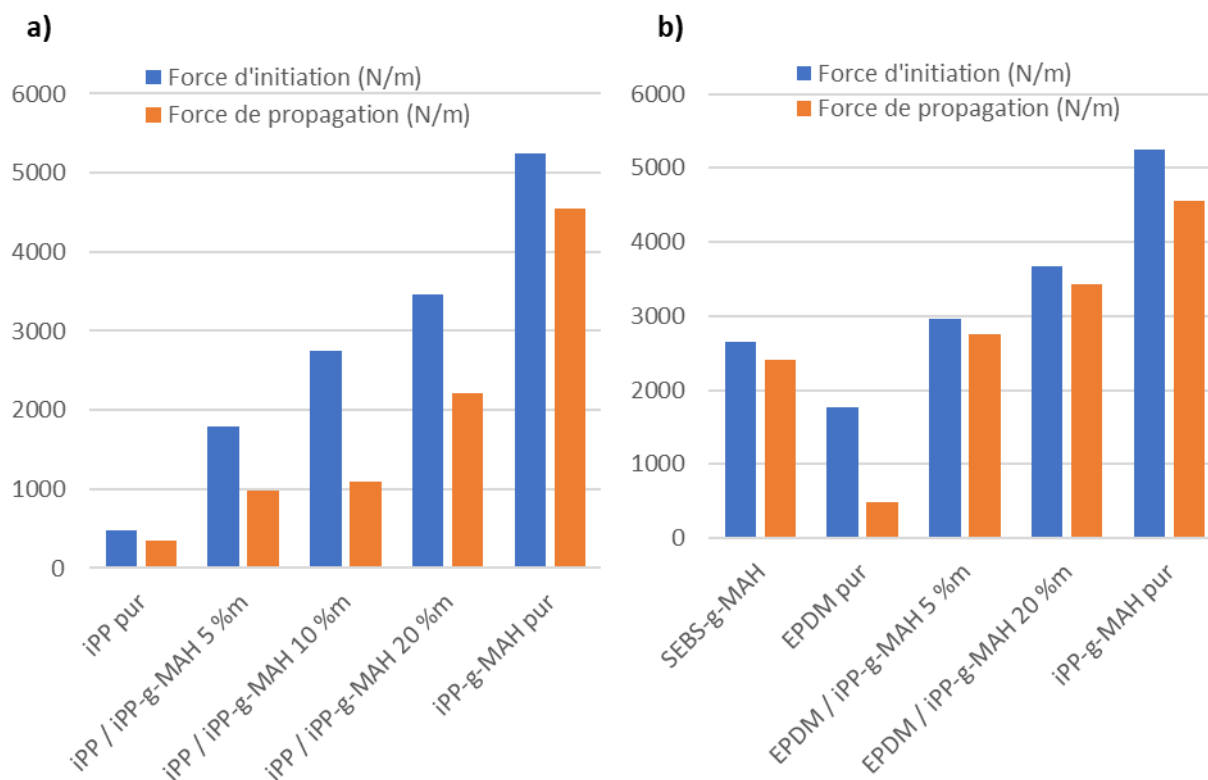 a)
Force d'initiation (N/m)
Force de propagation (N/m)
6000
5000
4000
3000
2000
1000
0
iPP pur
iPP / iPP-g-MAH 5 %m
iPP / iPP-g-MAH 10 %m
iPP / iPP-g-MAH 20 %m
iPP-g-MAH pur
b)
Force d'initiation (N/m)
Force de propagation (N/m)
6000
5000
4000
3000
2000
1000
0
SEBS-g-MAH
EPDM pur
EPDM / iPP-g-MAH 5 %m
EPDM / iPP-g-MAH 20 %m
iPP-g-MAH pur